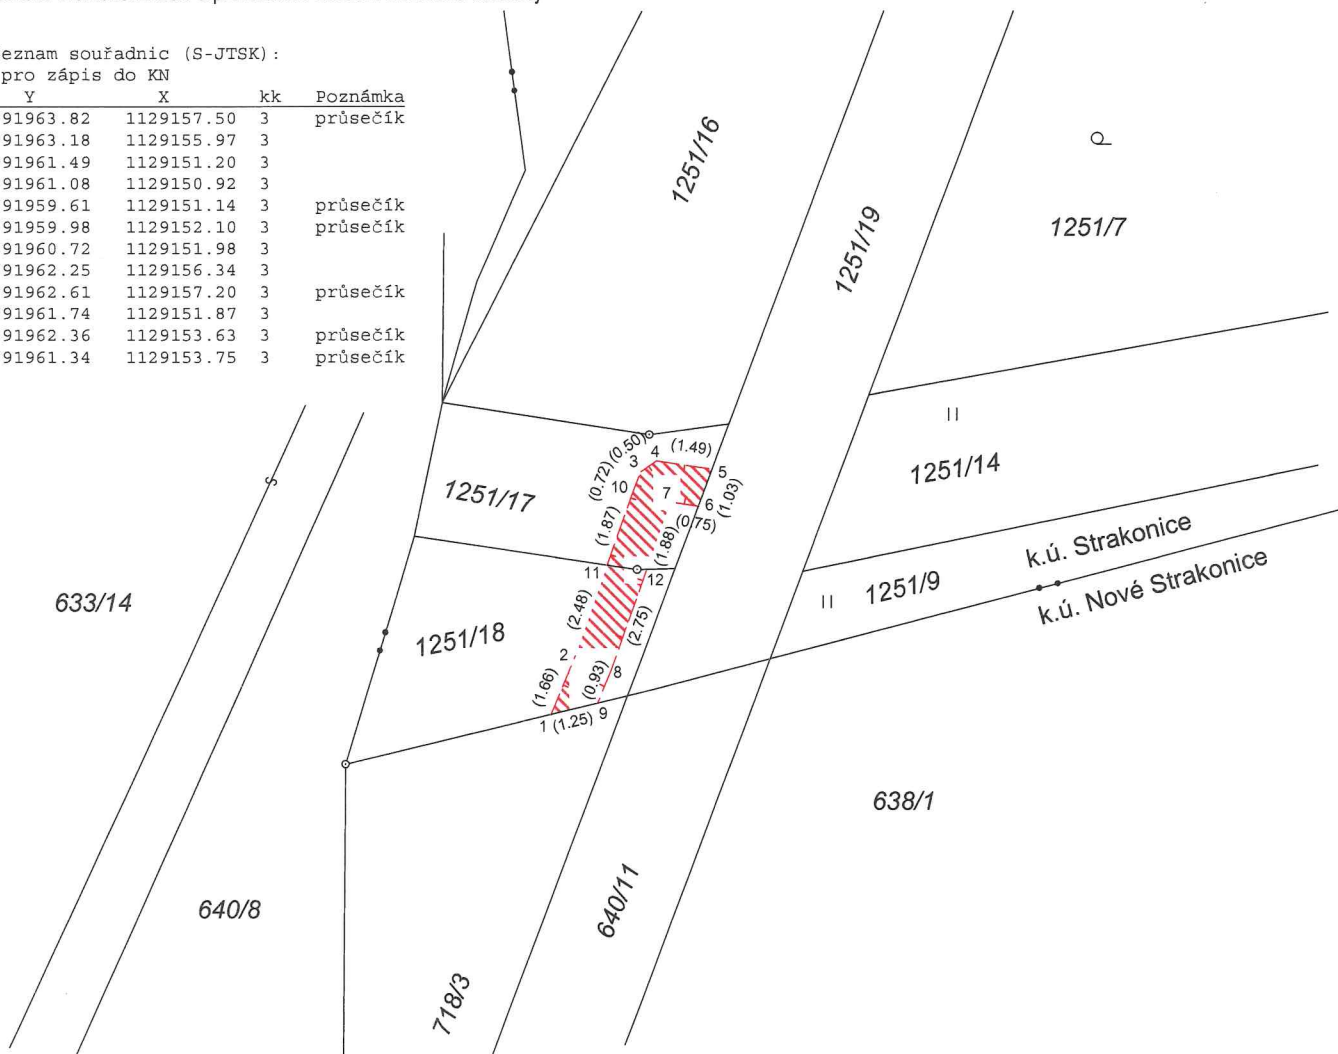 eznam souřadnic (S-JTSK):
pro zápis do KN
Y X kk Poznámka
91963.82 1129157.50 3 průsečík
91963.18 1129155.97 3
91961.49 1129151.20 3
91961.08 1129150.92 3
91959.61 1129151.14 3 průsečík
91959.98 1129152.10 3 průsečík
91960.72 1129151.98 3
91962.25 1129156.34 3
91962.61 1129157.20 3 průsečík
91961.74 1129151.87 3
91962.36 1129153.63 3 průsečík
91961.34 1129153.75 3 průsečík
1251/16
1251/19
1251/7
1251/14
1251/17
(0.50)
4
(1.49)
3
5
(0.72)
10
7
6
(1.03)
(0.75)
(1.87)
(1.88)
11
12
k.ú. Strakonice
k.ú. Nové Strakonice
1251/9
633/14
1251/18
(2.48)
(2.75)
2
8
(1.66)
(0.93)
1
(1.25)
9
638/1
640/8
640/11
718/3